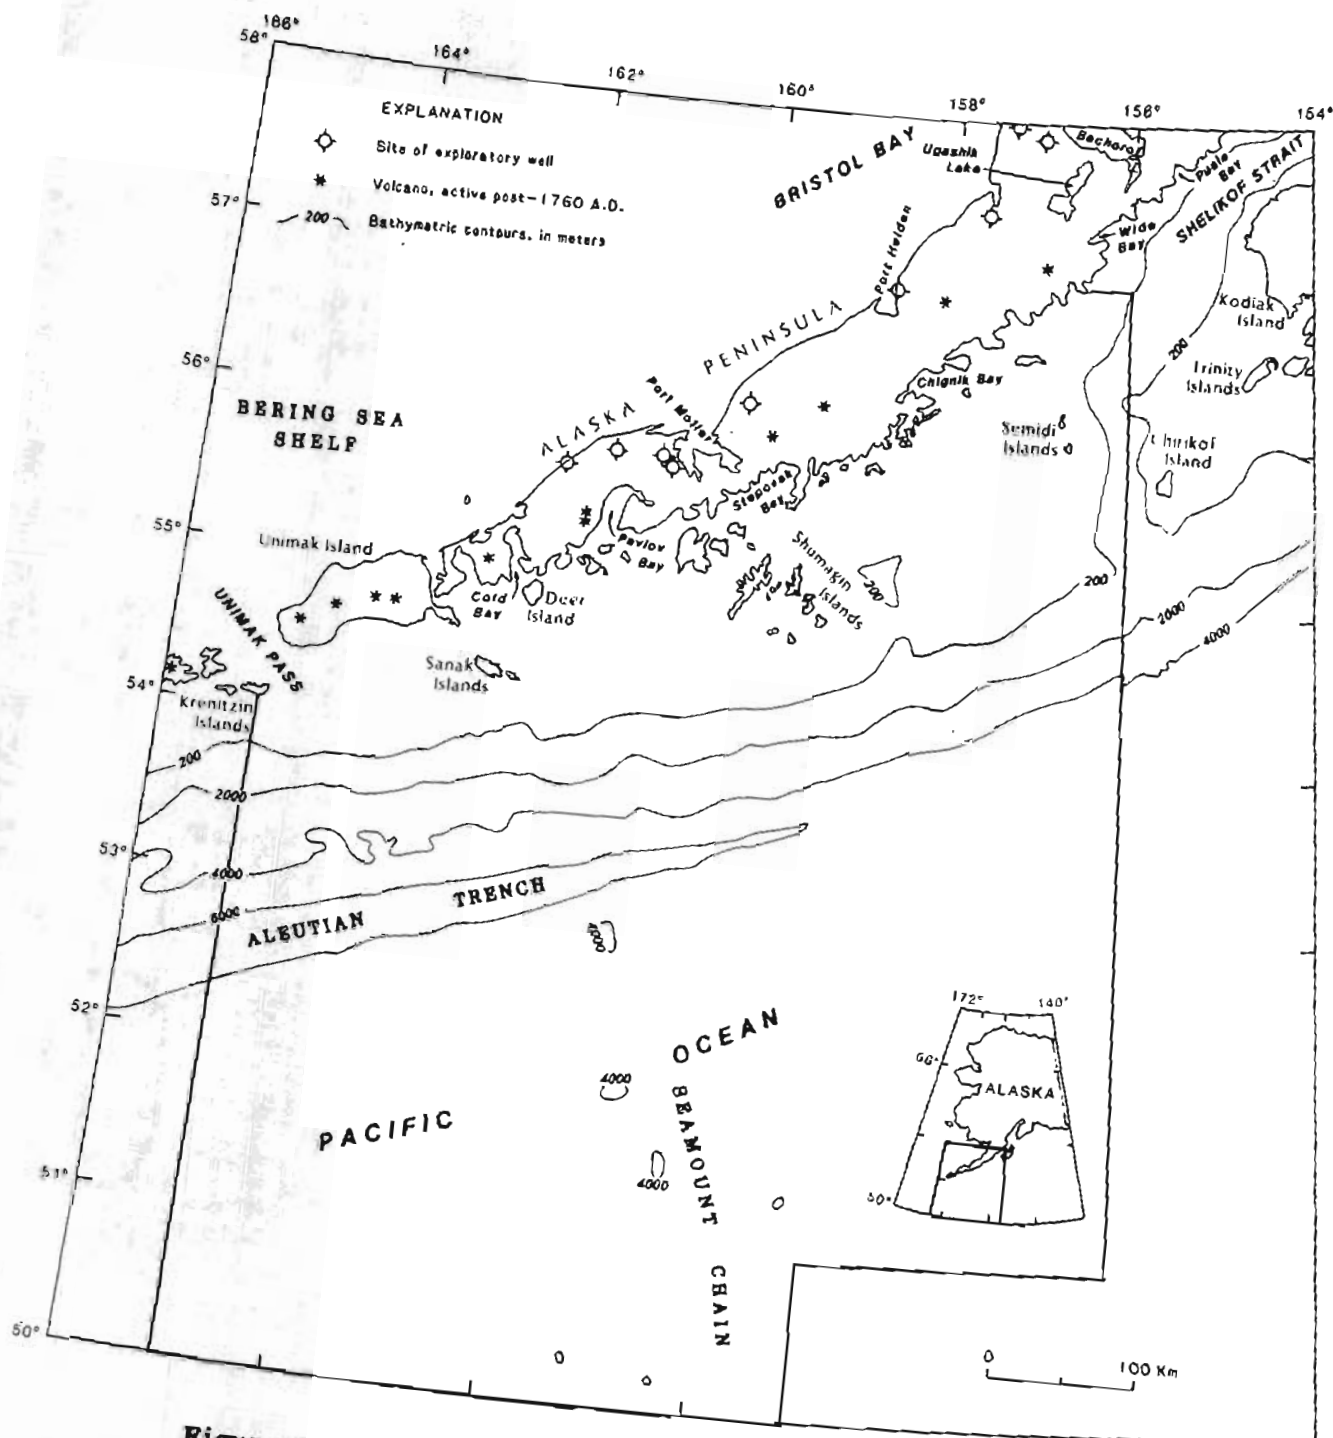 186°
58°
164°
162°
160°
158°
156°
154°
EXPLANATION
Site of exploratory well
Volcano, active post-1760 A.D.
200
Bathymetric contours, in meters
57°
56°
55°
54°
53°
52°
51°
50°
BRISTOL BAY
Ugashik
Lake
Becharof
Puale
Bay
SHELIKOF STRAIT
Wide
Bay
Port Heiden
Kodiak
Island
Trinity
Islands
200
ALASKA PENINSULA
Port Moller
Chignik Bay
Semidi
Islands
Chirikof
Island
BERING SEA
SHELF
Stepovak
Bay
Unimak Island
Pavlov
Bay
Shumagin
Islands
200
200
Cold
Bay
Deer
Island
UNIMAK PASS
Sanak
Islands
Krenitzin
Islands
2000
4000
200
2000
4000
6000
ALEUTIAN TRENCH
4000
PACIFIC OCEAN
4000
4000
SEAMOUNT CHAIN
172°
140°
66°
ALASKA
50°
0
100 Km